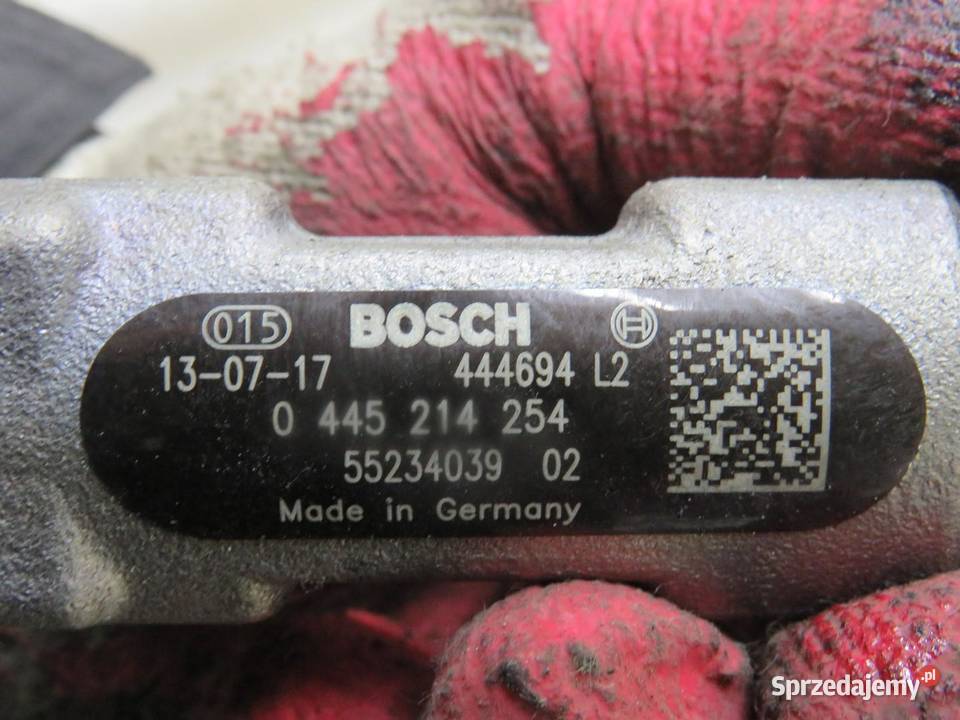 015 BOSCH
13-07-17 444694 L2
0 445 214 254
55234039 02
Made in Germany
Sprzedajemy.pl